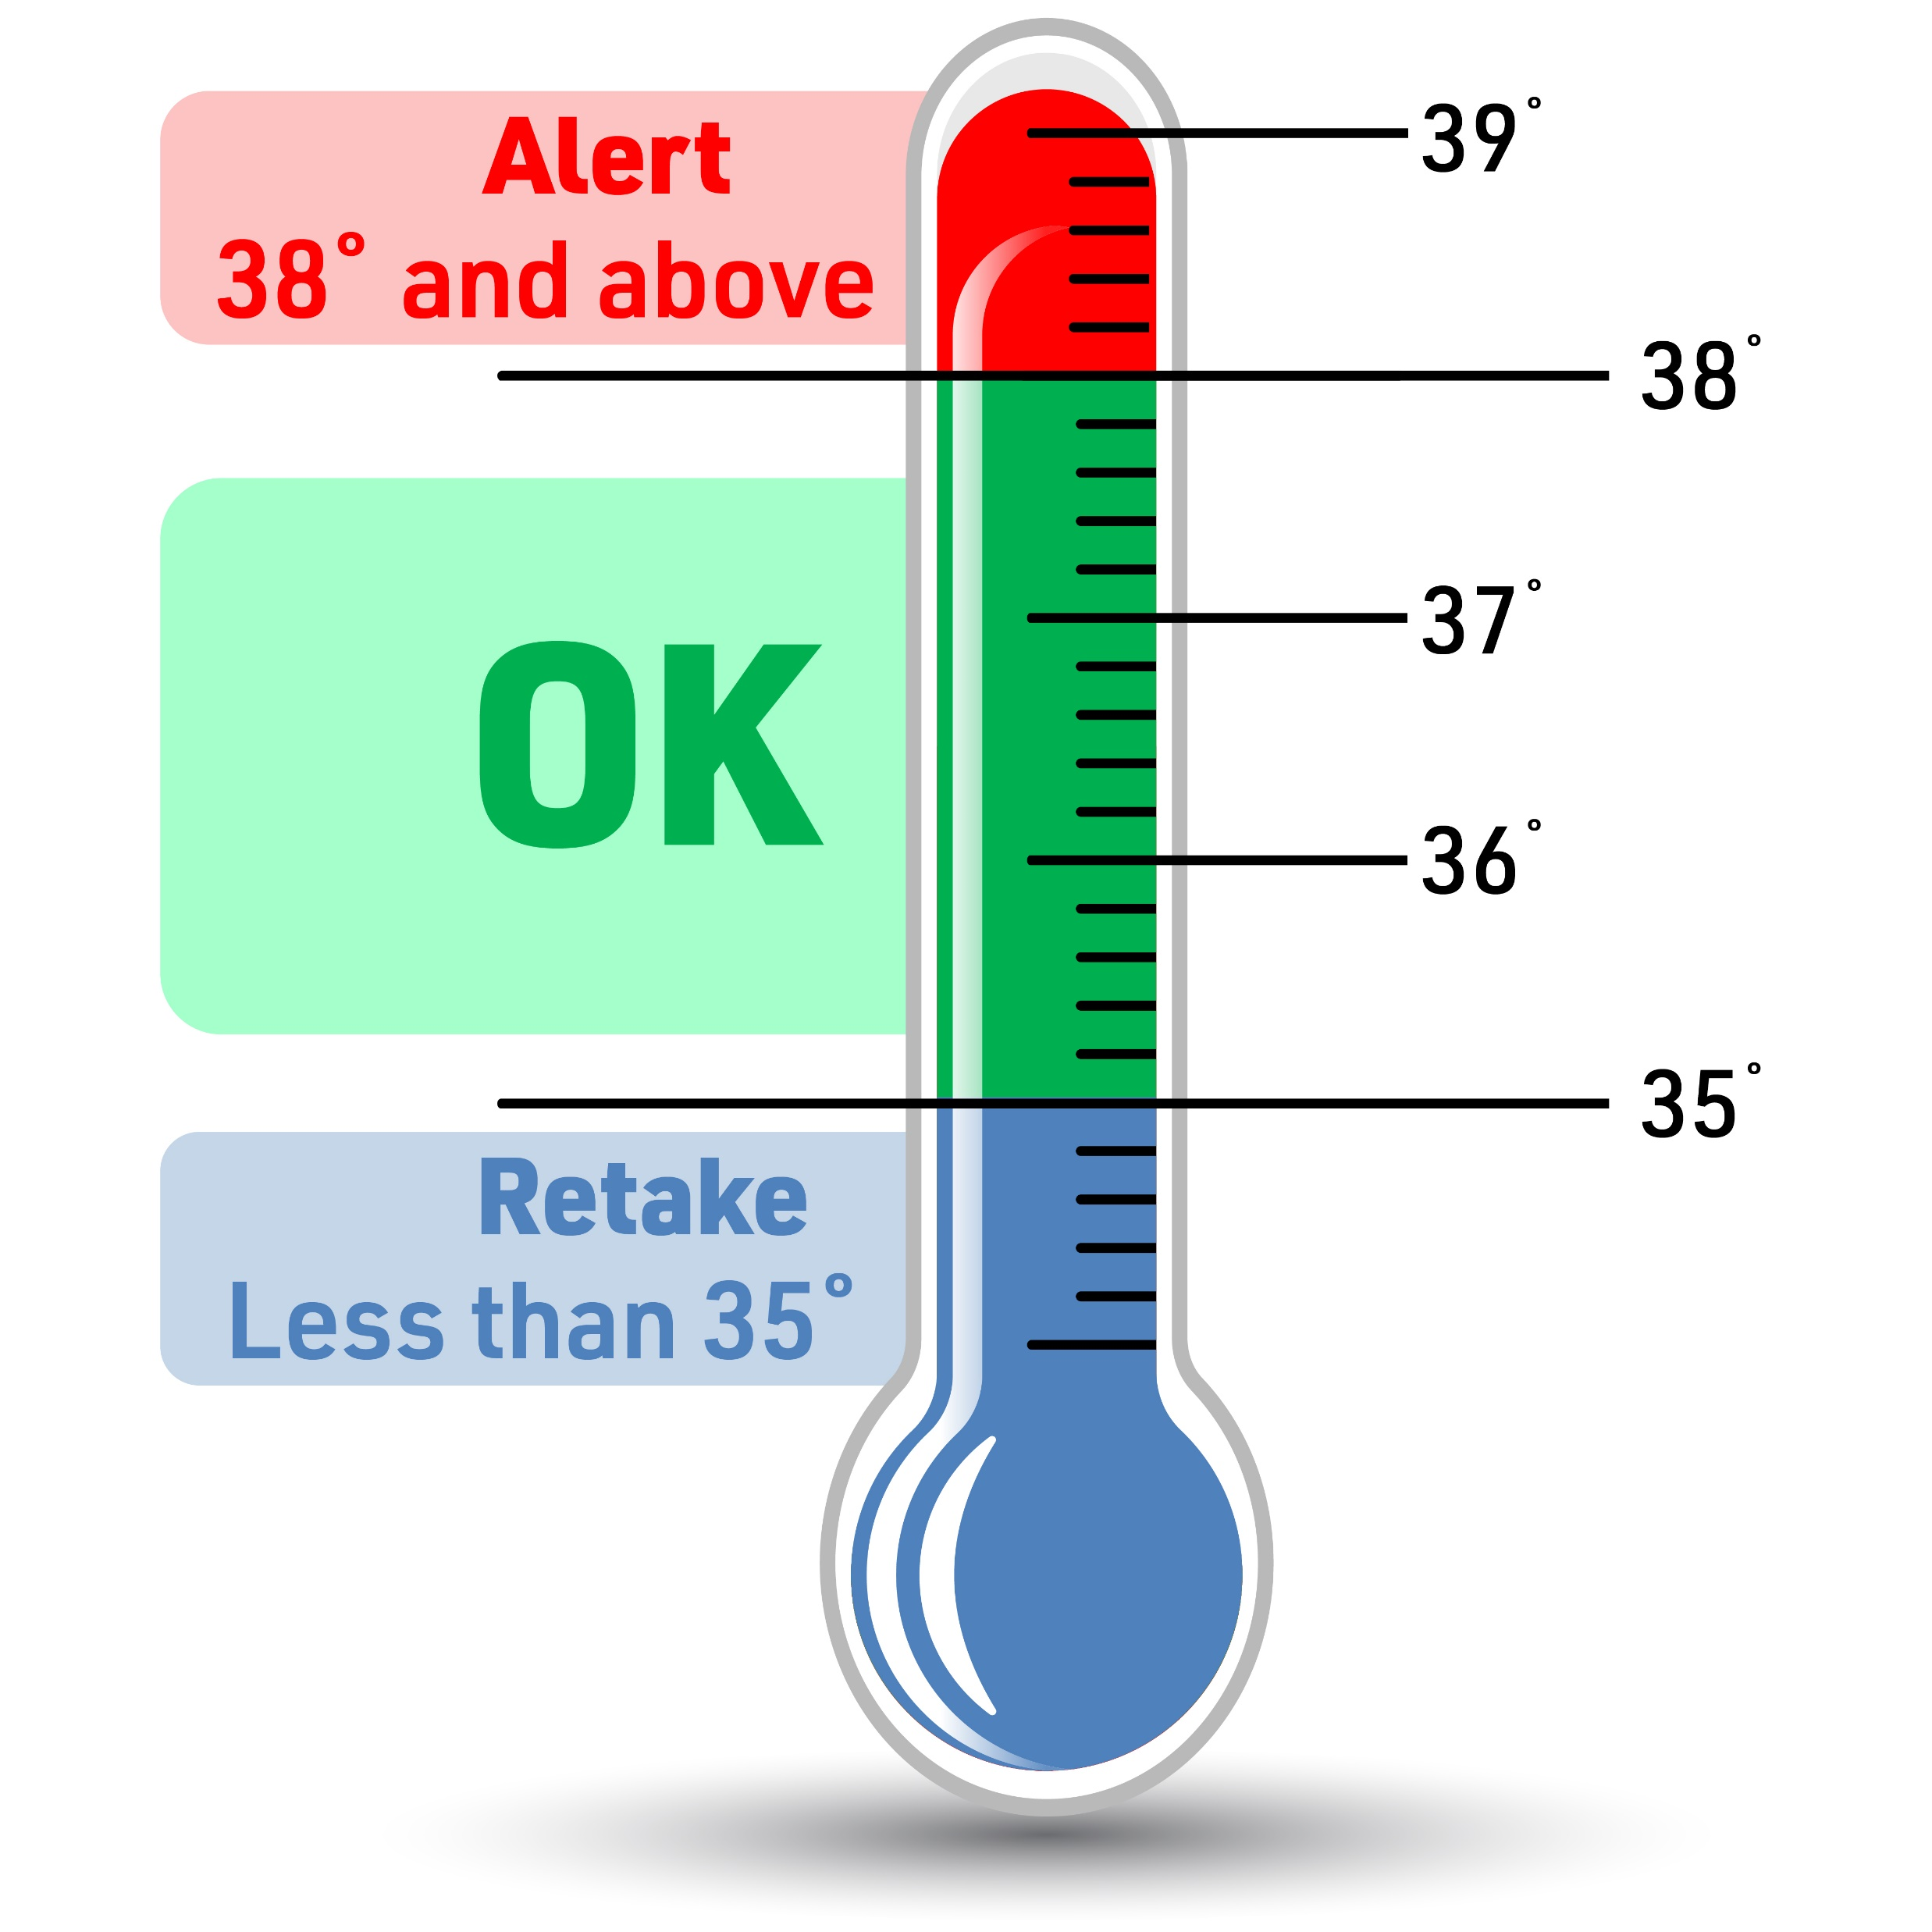 Alert
38° and above
39°
38°
OK
37°
36°
35°
Retake
Less than 35°